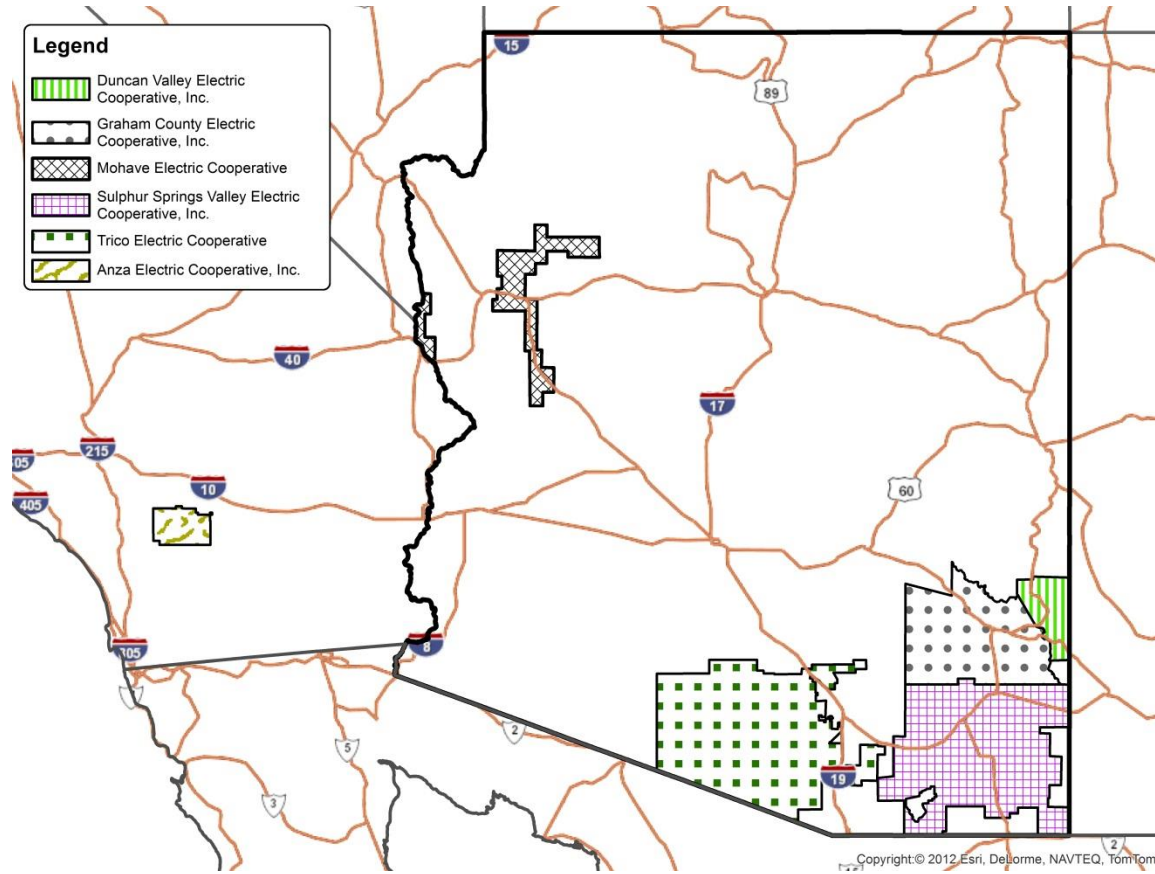 Legend
Duncan Valley Electric
Cooperative, Inc.
Graham County Electric
Cooperative, Inc.
Mohave Electric Cooperative
Sulphur Springs Valley Electric
Cooperative, Inc.
Trico Electric Cooperative
Anza Electric Cooperative, Inc.
15
89
40
17
215
05
10
405
60
305
8
2
5
19
3
2
Copyright:© 2012 Esri, DeLorme, NAVTEQ, TomTom